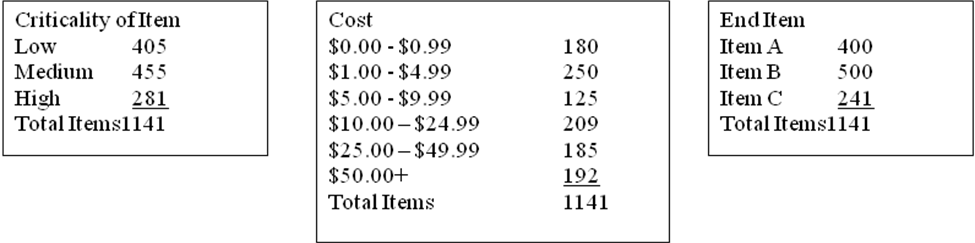 Criticality of Item
Low 405
Medium 455
High 281
Total Items1141
Cost
$0.00 - $0.99 180
$1.00 - $4.99 250
$5.00 - $9.99 125
$10.00 – $24.99 209
$25.00 – $49.99 185
$50.00+ 192
Total Items 1141
End Item
Item A 400
Item B 500
Item C 241
Total Items1141